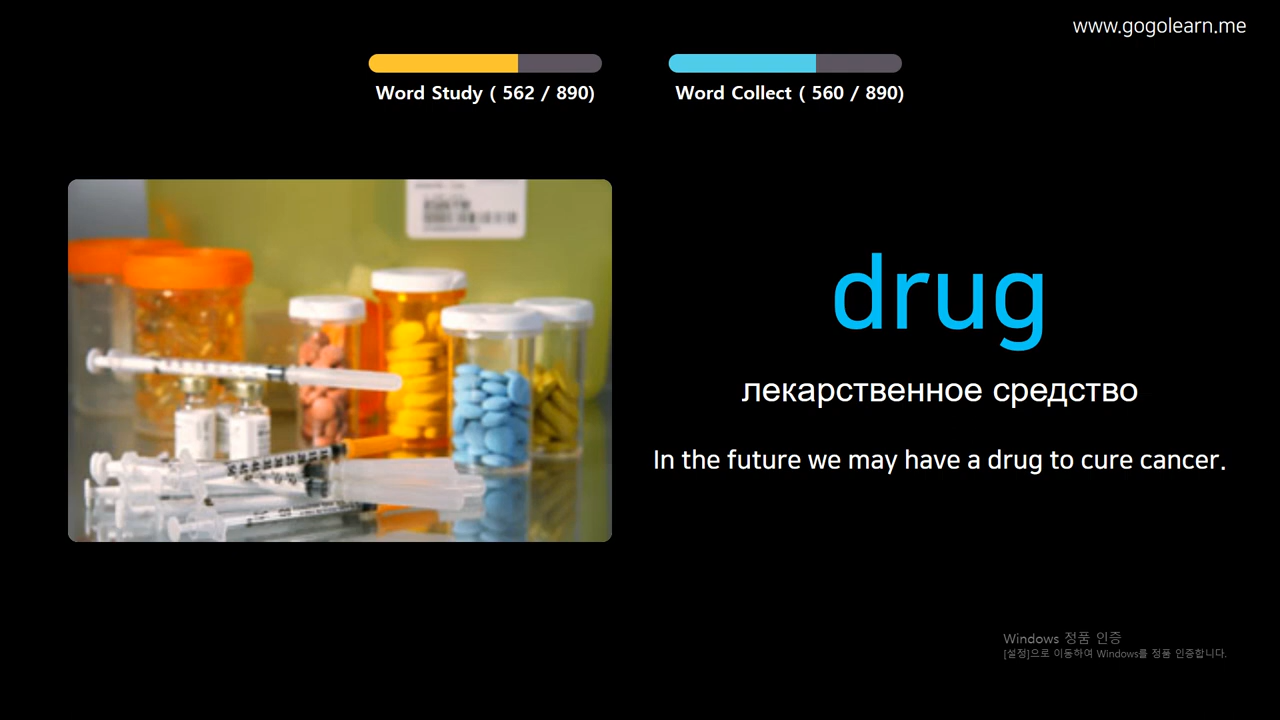 www.gogolearn.me
Word Study ( 562 / 890)
Word Collect ( 560 / 890)
drug
лекарственное средство
In the future we may have a drug to cure cancer.
Windows 정품 인증
[설정]으로 이동하여 Windows를 정품 인증합니다.